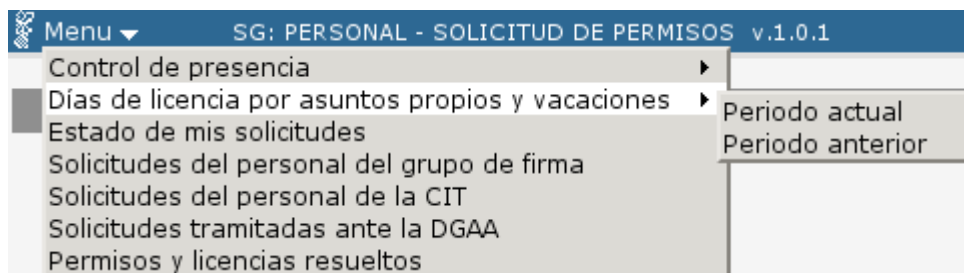 Menu SG: PERSONAL - SOLICITUD DE PERMISOS v.1.0.1
Control de presencia
Días de licencia por asuntos propios y vacaciones
Periodo actual
Periodo anterior
Estado de mis solicitudes
Solicitudes del personal del grupo de firma
Solicitudes del personal de la CIT
Solicitudes tramitadas ante la DGAA
Permisos y licencias resueltos